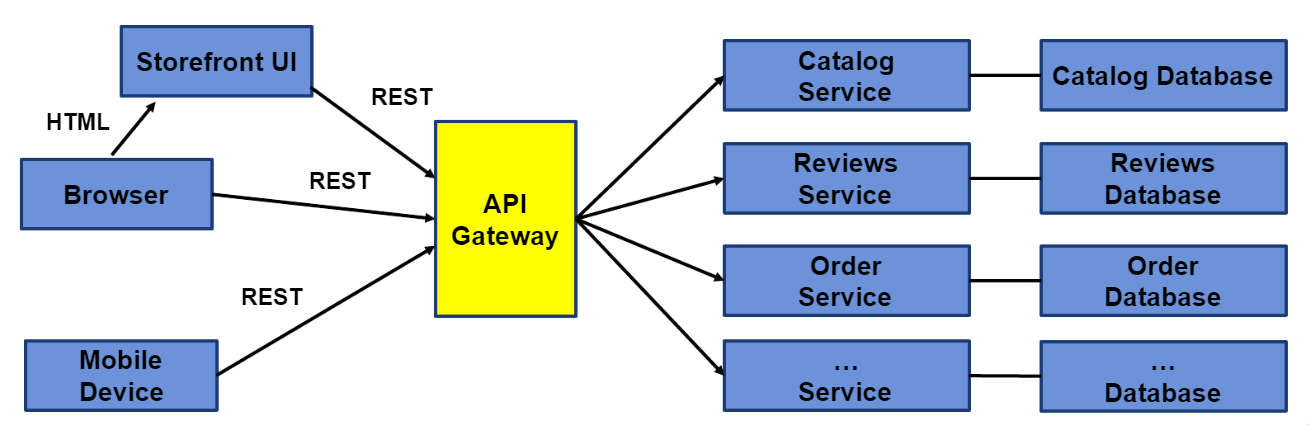 Storefront UI
HTML
Browser
REST
REST
REST
Mobile
Device
API
Gateway
Catalog
Service
Catalog Database
Reviews
Service
Reviews
Database
Order
Service
Order
Database
...
Service
...
Database